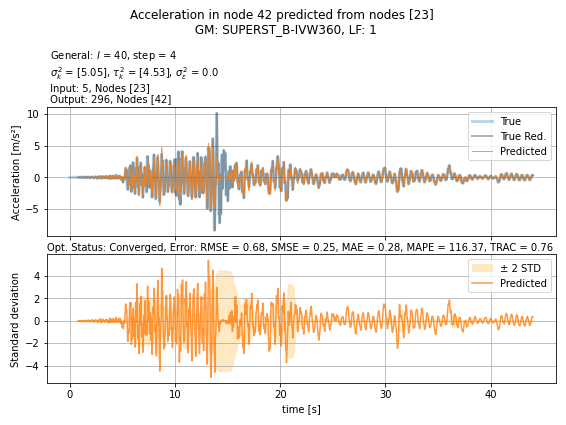 Acceleration in node 42 predicted from nodes [23]
GM: SUPERST_B-IVW360, LF: 1
General: l = 40, step = 4
σ²ₖ = [5.05], τ²ₖ = [4.53], σ²ε = 0.0
Input: 5, Nodes [23]
Output: 296, Nodes [42]
Acceleration [m/s²]
10
5
0
−5
True
True Red.
Predicted
Opt. Status: Converged, Error: RMSE = 0.68, SMSE = 0.25, MAE = 0.28, MAPE = 116.37, TRAC = 0.76
Standard deviation
4
2
0
−2
−4
± 2 STD
Predicted
0 10 20 30 40
time [s]